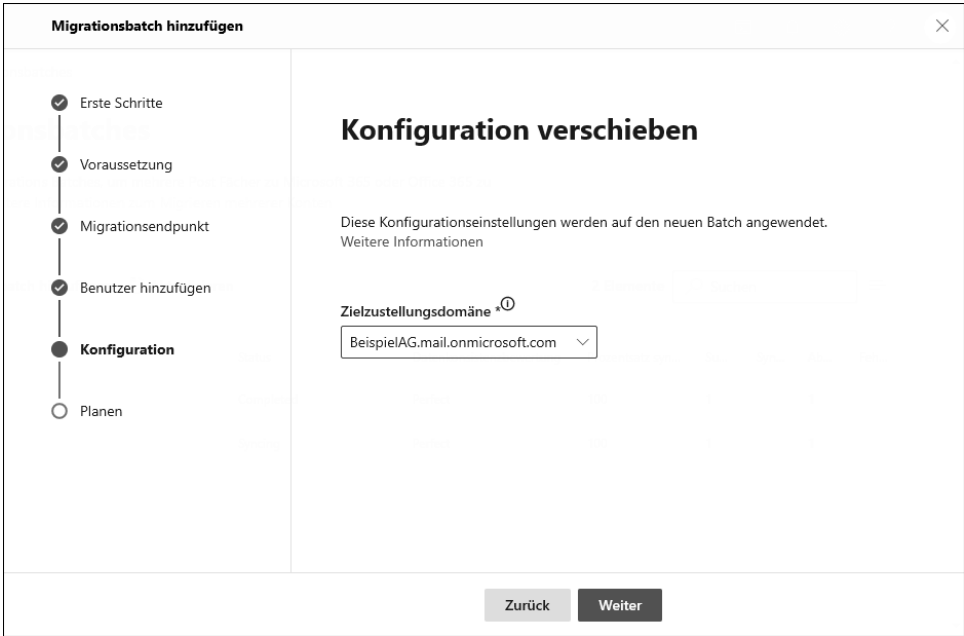 Migrationsbatch hinzufügen
Erste Schritte
Voraussetzung
Migrationsendpunkt
Benutzer hinzufügen
Konfiguration
Planen
Konfiguration verschieben
Diese Konfigurationseinstellungen werden auf den neuen Batch angewendet.
Weitere Informationen
Zielzustellungsdomäne *
BeispielAG.mail.onmicrosoft.com
Zurück
Weiter